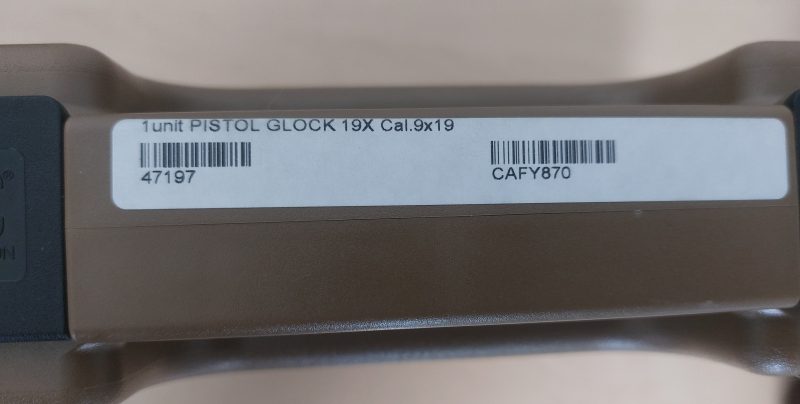 1unit PISTOL GLOCK 19X Cal.9x19
47197
CAFY870